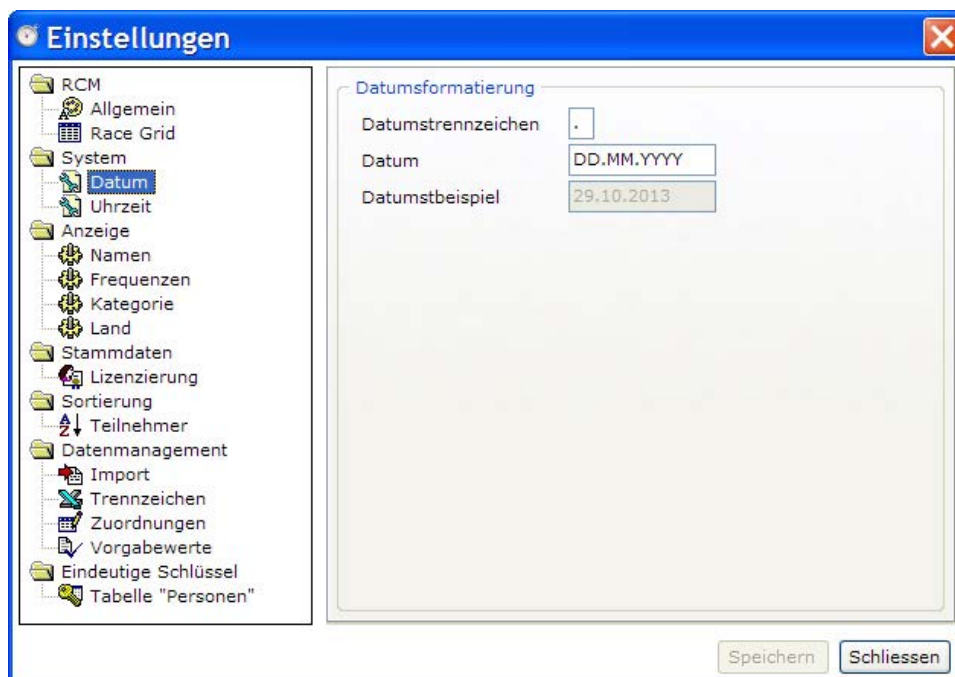 Einstellungen
RCM
Allgemein
Race Grid
System
Datum
Uhrzeit
Anzeige
Namen
Frequenzen
Kategorie
Land
Stammdaten
Lizenzierung
Sortierung
Teilnehmer
Datenmanagement
Import
Trennzeichen
Zuordnungen
Vorgabewerte
Eindeutige Schlüssel
Tabelle "Personen"
Datumsformatierung
Datumstrennzeichen .
Datum DD.MM.YYYY
Datumstbeispiel 29.10.2013
Speichern Schliessen